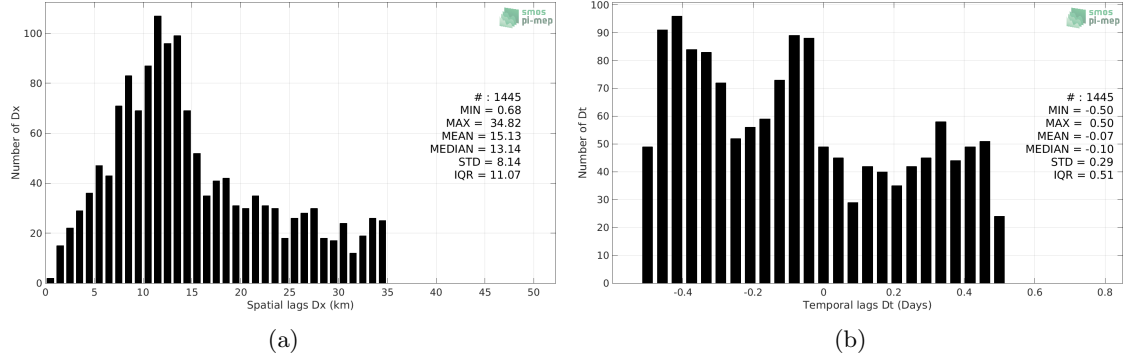 smos
pi-mep
Number of Dx
100
80
60
40
20
0
# : 1445
MIN = 0.68
MAX = 34.82
MEAN = 15.13
MEDIAN = 13.14
STD = 8.14
IQR = 11.07
0 5 10 15 20 25 30 35 40 45 50
Spatial lags Dx (km)
(a)
smos
pi-mep
Number of Dt
100
90
80
70
60
50
40
30
20
10
0
# : 1445
MIN = -0.50
MAX = 0.50
MEAN = -0.07
MEDIAN = -0.10
STD = 0.29
IQR = 0.51
-0.4 -0.2 0 0.2 0.4 0.6 0.8
Temporal lags Dt (Days)
(b)